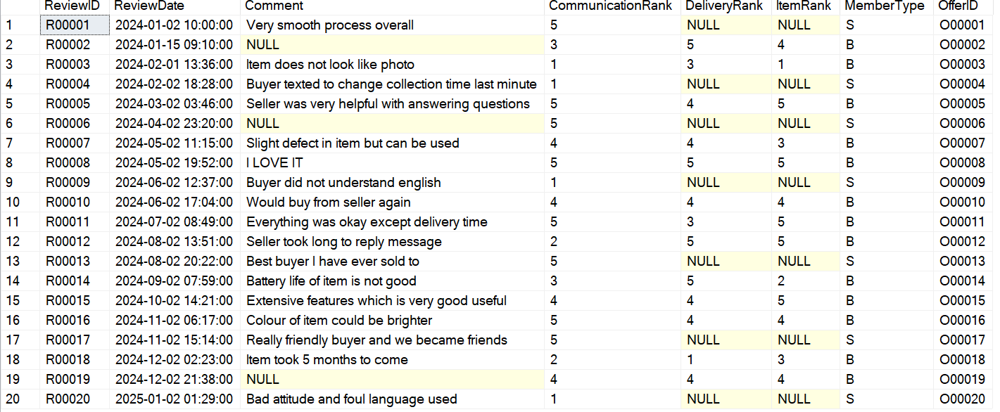 ReviewID ReviewDate Comment CommunicationRank DeliveryRank ItemRank MemberType OfferID
1 R00001 2024-01-02 10:00:00 Very smooth process overall 5 NULL NULL S O00001
2 R00002 2024-01-15 09:10:00 NULL 3 5 4 B O00002
3 R00003 2024-02-01 13:36:00 Item does not look like photo 1 3 1 B O00003
4 R00004 2024-02-02 18:28:00 Buyer texted to change collection time last minute 1 NULL NULL S O00004
5 R00005 2024-03-02 03:46:00 Seller was very helpful with answering questions 5 4 5 B O00005
6 R00006 2024-04-02 23:20:00 NULL 5 NULL NULL S O00006
7 R00007 2024-05-02 11:15:00 Slight defect in item but can be used 4 4 3 B O00007
8 R00008 2024-05-02 19:52:00 I LOVE IT 5 5 5 B O00008
9 R00009 2024-06-02 12:37:00 Buyer did not understand english 1 NULL NULL S O00009
10 R00010 2024-06-02 17:04:00 Would buy from seller again 4 4 4 B O00010
11 R00011 2024-07-02 08:49:00 Everything was okay except delivery time 5 3 5 B O00011
12 R00012 2024-08-02 13:51:00 Seller took long to reply message 2 5 5 B O00012
13 R00013 2024-08-02 20:22:00 Best buyer I have ever sold to 5 NULL NULL S O00013
14 R00014 2024-09-02 07:59:00 Battery life of item is not good 3 5 2 B O00014
15 R00015 2024-10-02 14:21:00 Extensive features which is very good useful 4 4 5 B O00015
16 R00016 2024-11-02 06:17:00 Colour of item could be brighter 5 4 4 B O00016
17 R00017 2024-11-02 15:14:00 Really friendly buyer and we became friends 5 NULL NULL S O00017
18 R00018 2024-12-02 02:23:00 Item took 5 months to come 2 1 3 B O00018
19 R00019 2024-12-02 21:38:00 NULL 4 4 4 B O00019
20 R00020 2025-01-02 01:29:00 Bad attitude and foul language used 1 NULL NULL S O00020